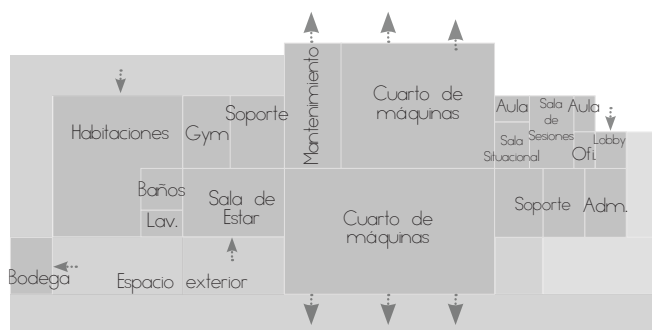 Habitaciones
Gym
Soporte
Mantenimiento
Cuarto de
máquinas
Aula
Sala
de
Sesiones
Aula
Sala
Situacional
Ofi.
Lobby
Baños
Lav.
Sala de
Estar
Cuarto de
máquinas
Soporte
Adm.
Bodega
Espacio exterior